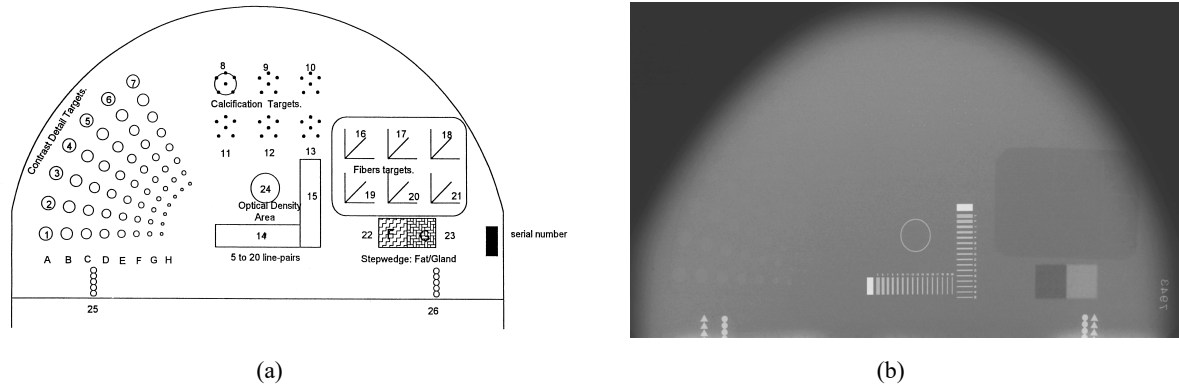 8 9 10
Calcification Targets.
11 12 13
Contrast Detail Targets.
7
6
5
4
3
2
1
A B C D E F G H
16 17 18
Fibers targets.
19 20 21
24
Optical Density
Area
15
14
5 to 20 line-pairs
22 F G 23
Stepwedge: Fat/Gland
serial number
25 26
7943
(a) (b)